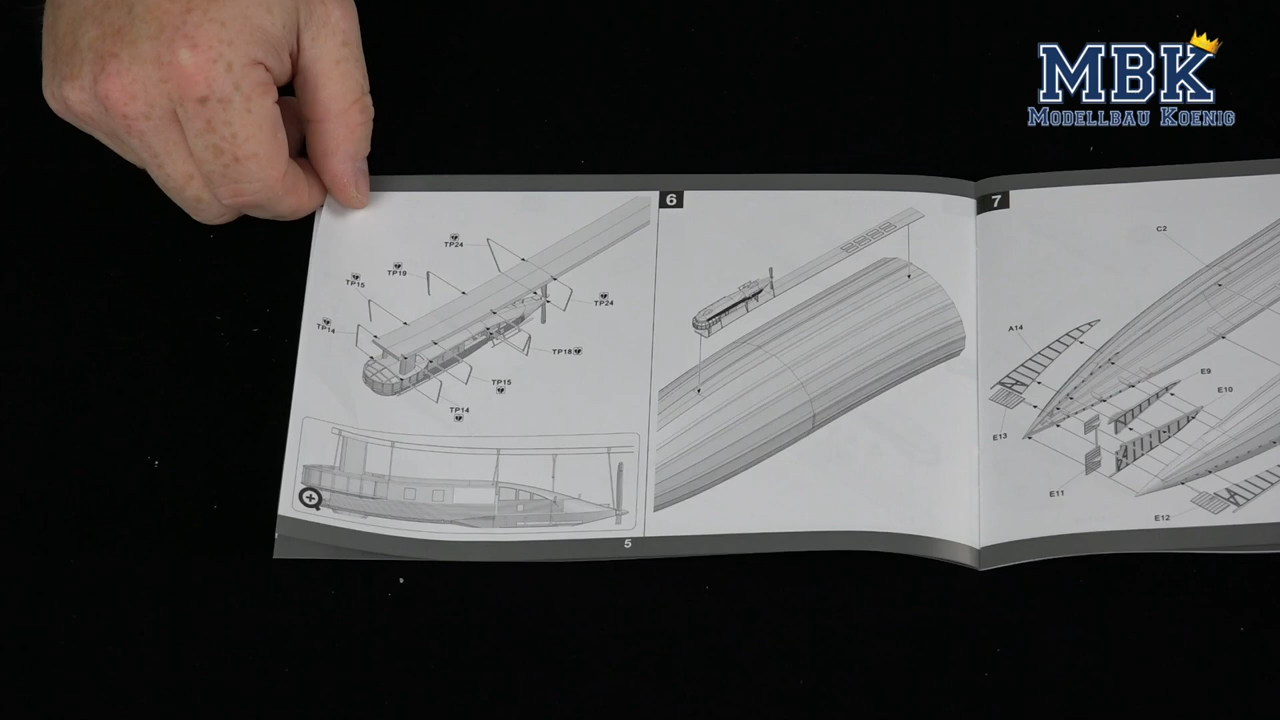 MBK
MODELLBAU KOENIG
TP24
TP19
TP15
TP14
TP24
TP18
TP15
TP14
5
6
7
C2
A14
E9
E10
E13
E11
E12